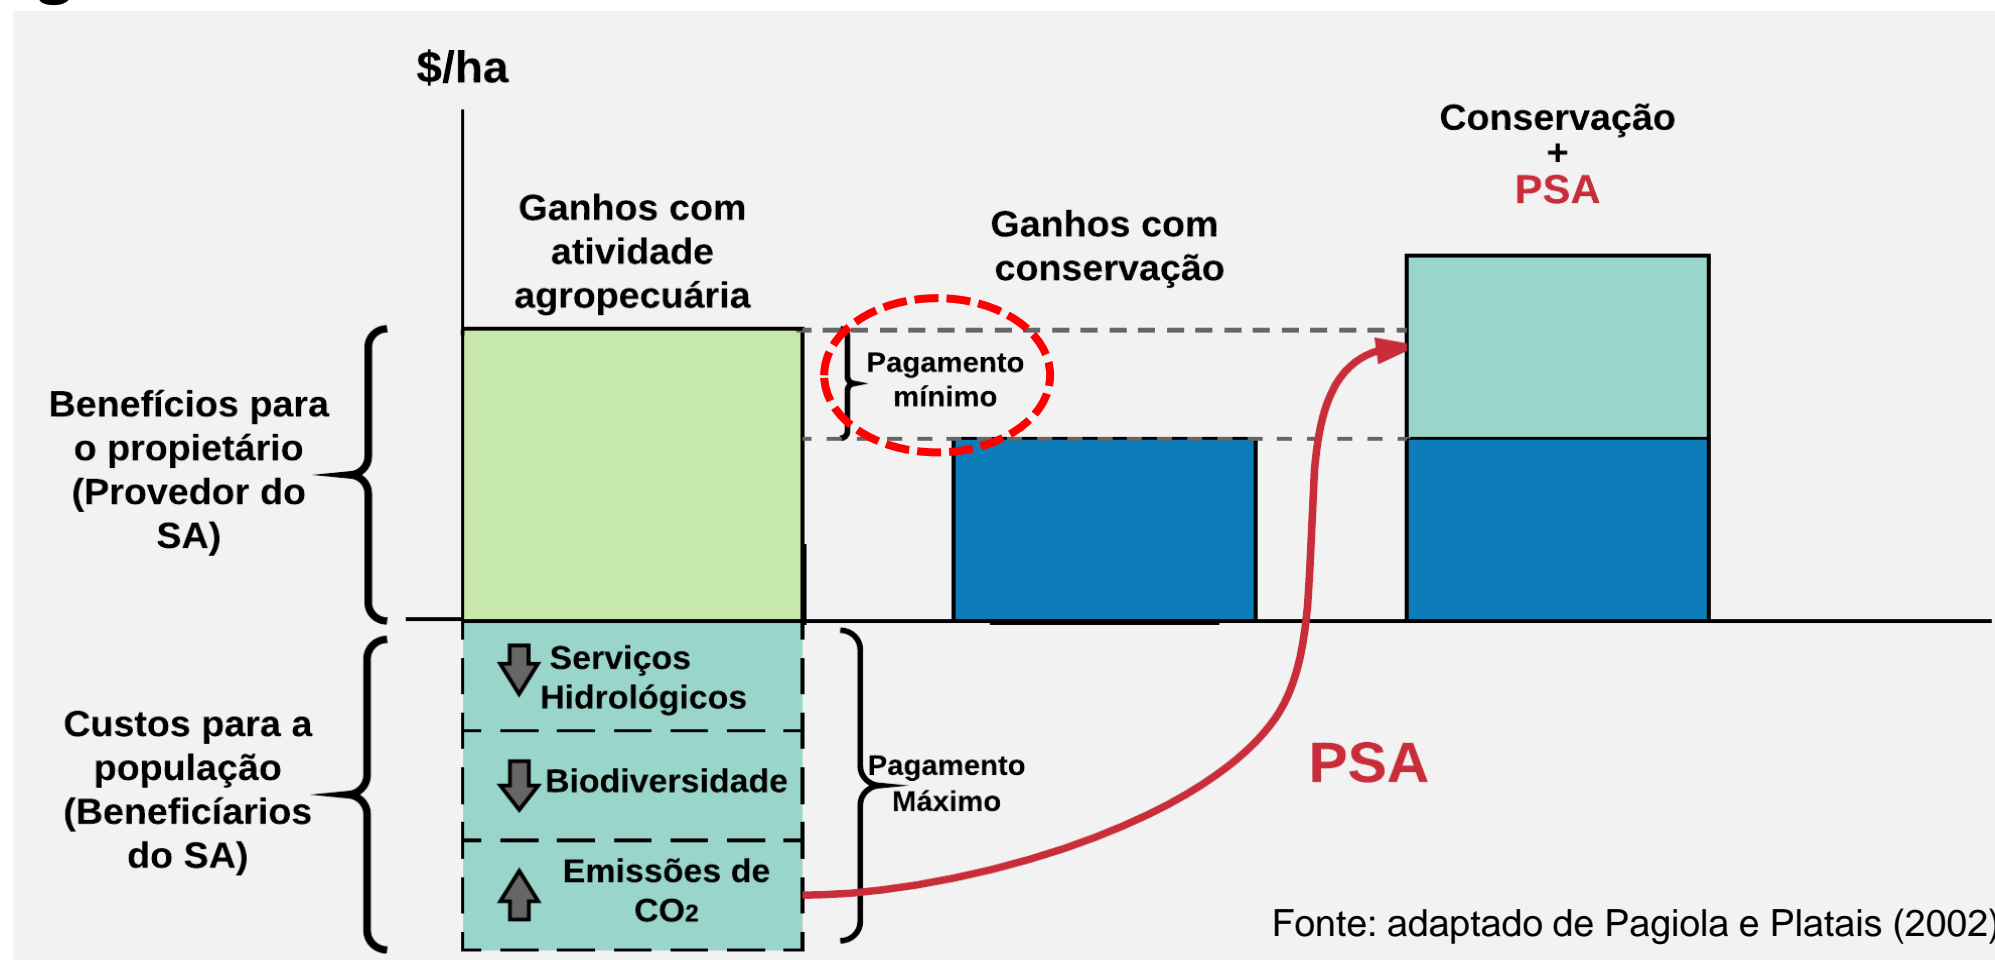 $/ha
Conservação
+
PSA
Ganhos com
atividade
agropecuária
Ganhos com
conservação
Pagamento
mínimo
Benefícios para
o propietário
(Provedor do
SA)
Serviços
Hidrológicos
Biodiversidade
Emissões de
CO2
Custos para a
população
(Beneficíarios
do SA)
Pagamento
Máximo
PSA
Fonte: adaptado de Pagiola e Platais (2002)